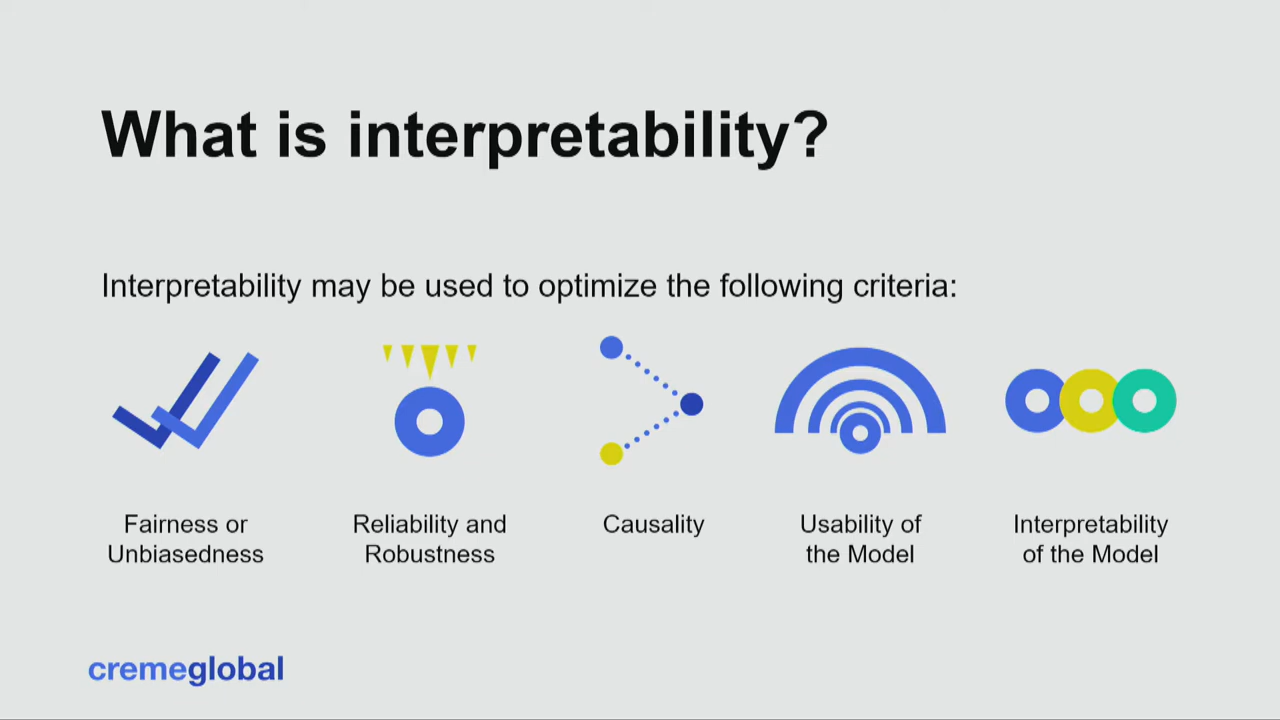 What is interpretability?
Interpretability may be used to optimize the following criteria:
Fairness or
Unbiasedness
Reliability and
Robustness
Causality
Usability of
the Model
Interpretability
of the Model
cremeglobal